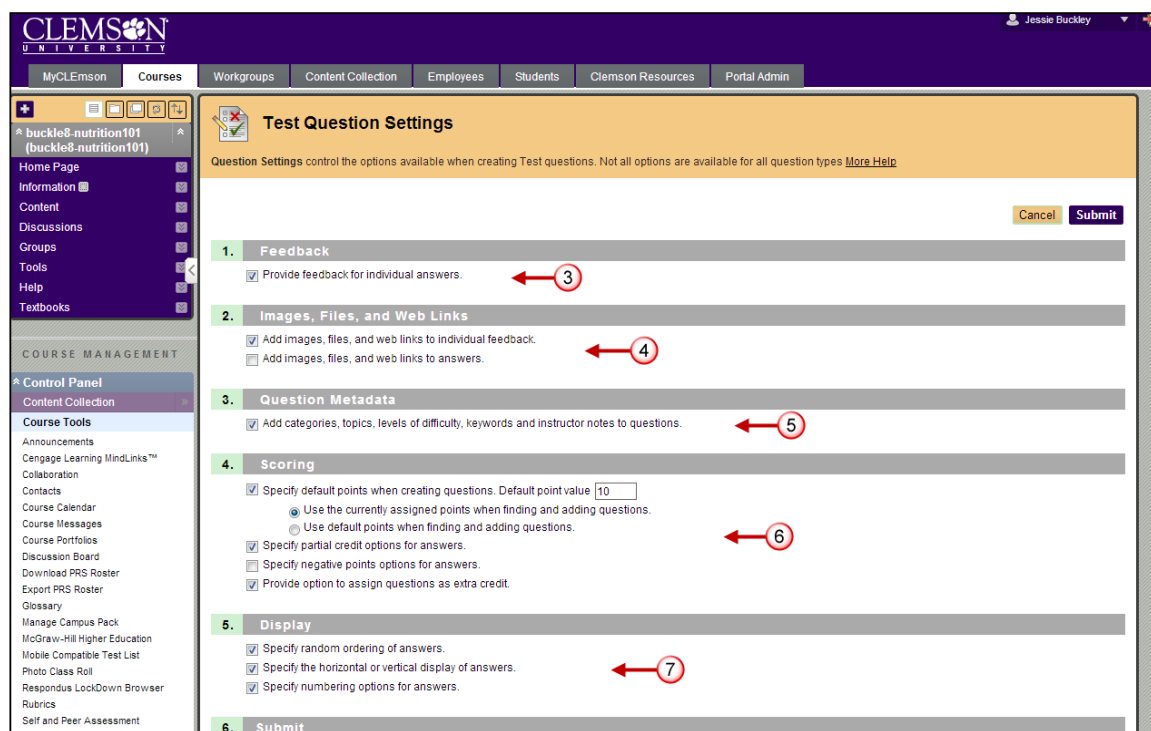 CLEMSON
UNIVERSITY
Jessie Buckley
MyCLEmson Courses Workgroups Content Collection Employees Students Clemson Resources Portal Admin
buckle8-nutrition101
(buckle8-nutrition101)
Home Page
Information
Content
Discussions
Groups
Tools
Help
Textbooks
COURSE MANAGEMENT
Control Panel
Content Collection
Course Tools
Announcements
Cengage Learning MindLinks™
Collaboration
Contacts
Course Calendar
Course Messages
Course Portfolios
Discussion Board
Download PRS Roster
Export PRS Roster
Glossary
Manage Campus Pack
McGraw-Hill Higher Education
Mobile Compatible Test List
Photo Class Roll
Respondus LockDown Browser
Rubrics
Self and Peer Assessment
Test Question Settings
Question Settings control the options available when creating Test questions. Not all options are available for all question types More Help
Cancel Submit
1. Feedback
Provide feedback for individual answers.
3
2. Images, Files, and Web Links
Add images, files, and web links to individual feedback.
Add images, files, and web links to answers.
4
3. Question Metadata
Add categories, topics, levels of difficulty, keywords and instructor notes to questions.
5
4. Scoring
Specify default points when creating questions. Default point value 10
Use the currently assigned points when finding and adding questions.
Use default points when finding and adding questions.
6
Specify partial credit options for answers.
Specify negative points options for answers.
Provide option to assign questions as extra credit.
5. Display
Specify random ordering of answers.
Specify the horizontal or vertical display of answers.
7
Specify numbering options for answers.
6. Submit